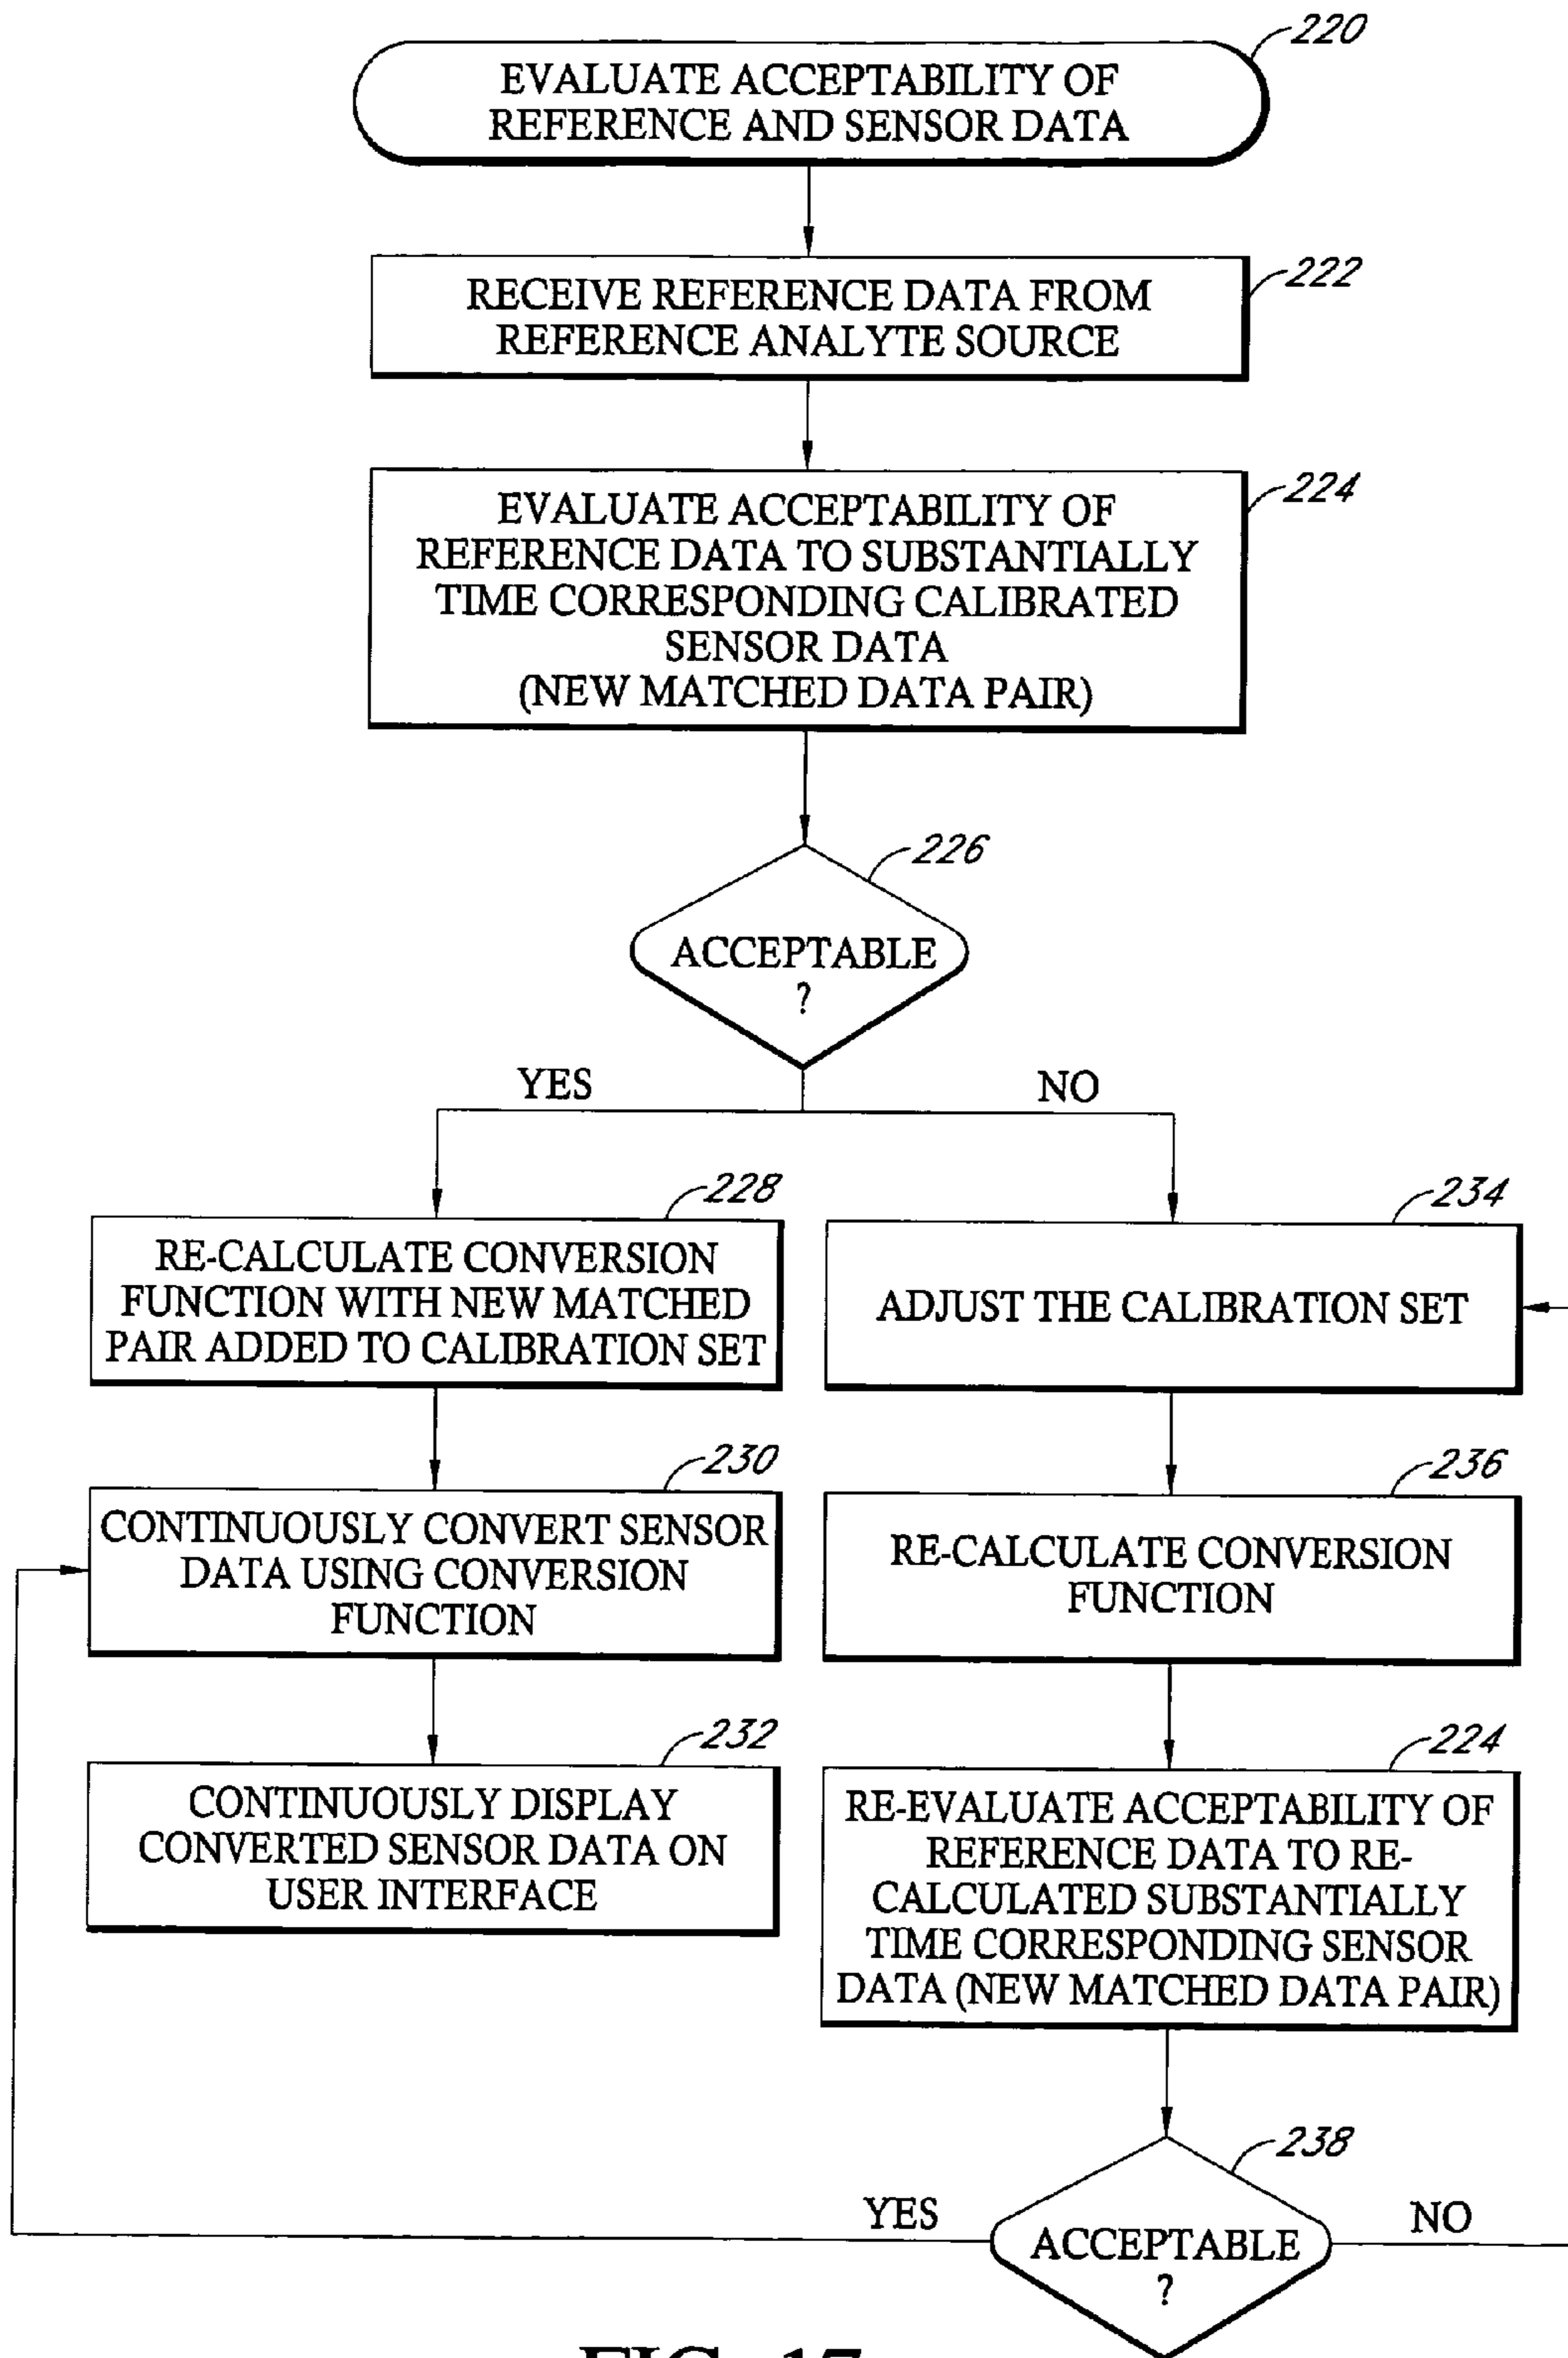 220
EVALUATE ACCEPTABILITY OF
REFERENCE AND SENSOR DATA
222
RECEIVE REFERENCE DATA FROM
REFERENCE ANALYTE SOURCE
224
EVALUATE ACCEPTABILITY OF
REFERENCE DATA TO SUBSTANTIALLY
TIME CORRESPONDING CALIBRATED
SENSOR DATA
(NEW MATCHED DATA PAIR)
226
ACCEPTABLE
?
YES
NO
228
RE-CALCULATE CONVERSION
FUNCTION WITH NEW MATCHED
PAIR ADDED TO CALIBRATION SET
234
ADJUST THE CALIBRATION SET
230
CONTINUOUSLY CONVERT SENSOR
DATA USING CONVERSION
FUNCTION
236
RE-CALCULATE CONVERSION
FUNCTION
232
CONTINUOUSLY DISPLAY
CONVERTED SENSOR DATA ON
USER INTERFACE
224
RE-EVALUATE ACCEPTABILITY OF
REFERENCE DATA TO RE-
CALCULATED SUBSTANTIALLY
TIME CORRESPONDING SENSOR
DATA (NEW MATCHED DATA PAIR)
238
YES
ACCEPTABLE
?
NO
FIG. 17